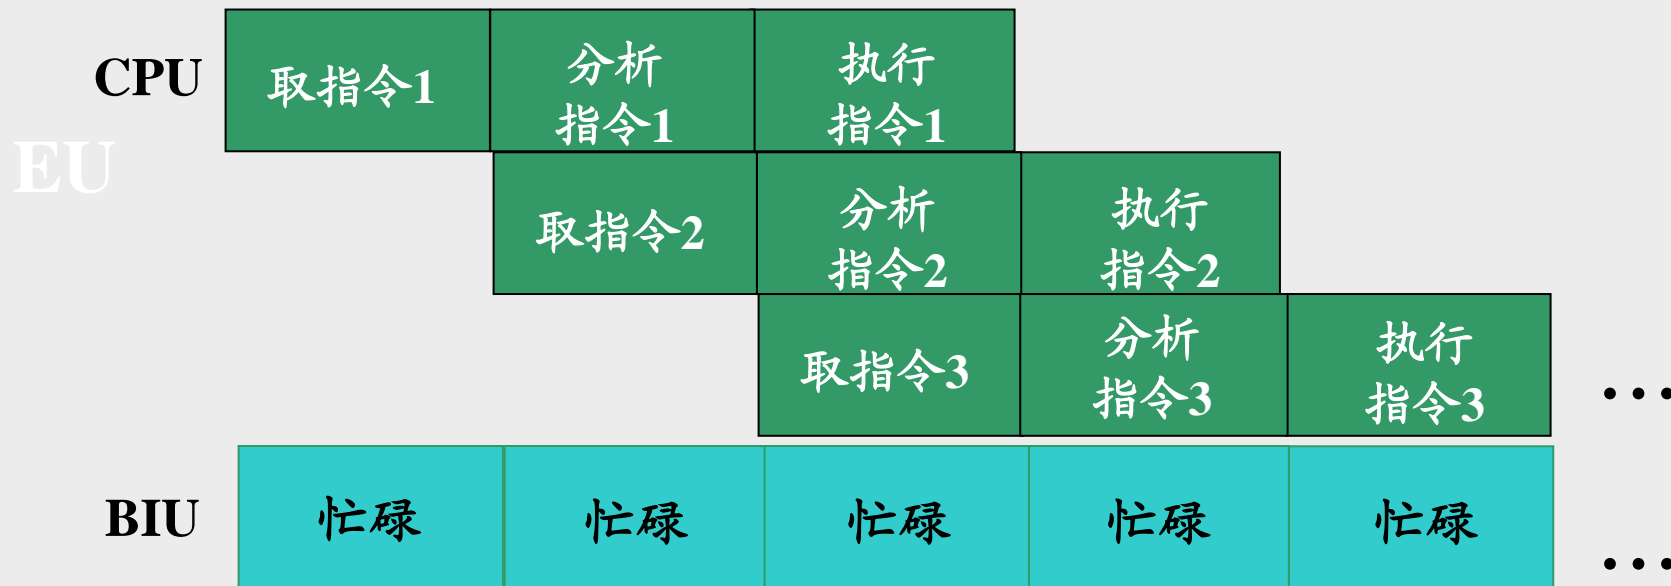 CPU
取指令1
分析
指令1
执行
指令1
EU
取指令2
分析
指令2
执行
指令2
取指令3
分析
指令3
执行
指令3
…
BIU
忙碌
忙碌
忙碌
忙碌
忙碌
…